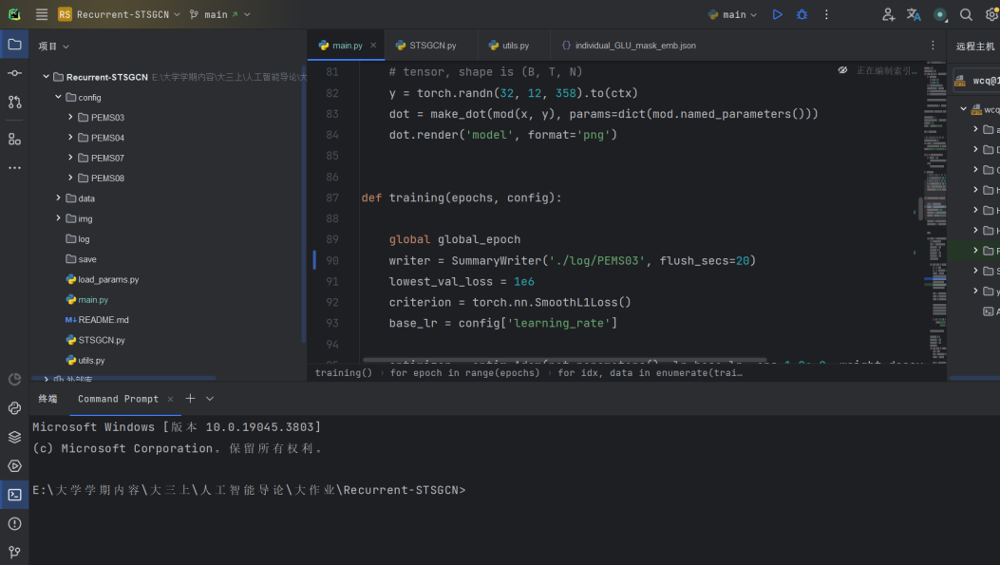 RS Recurrent-STSGCN main main
项目 main.py STSGCN.py utils.py {} individual_GLU_mask_emb.json 远程主机
Recurrent-STSGCN E:\大学学期内容\大三上\人工智能导论\大
config
PEMS03
PEMS04
PEMS07
PEMS08
data
img
log
save
load_params.py
main.py
M↓ README.md
STSGCN.py
utils.py
外部库
正在编制索引...
81 # tensor, shape is (B, T, N)
82 y = torch.randn(32, 12, 358).to(ctx)
83 dot = make_dot(mod(x, y), params=dict(mod.named_parameters()))
84 dot.render('model', format='png')
85
86
87 def training(epochs, config):
88
89 global global_epoch
90 writer = SummaryWriter('./log/PEMS03', flush_secs=20)
91 lowest_val_loss = 1e6
92 criterion = torch.nn.SmoothL1Loss()
93 base_lr = config['learning_rate']
94
training() › for epoch in range(epochs) › for idx, data in enumerate(trai...
wcq@1
wcq
终端 Command Prompt
Microsoft Windows [版本 10.0.19045.3803]
(c) Microsoft Corporation。保留所有权利。
E:\大学学期内容\大三上\人工智能导论\大作业\Recurrent-STSGCN>